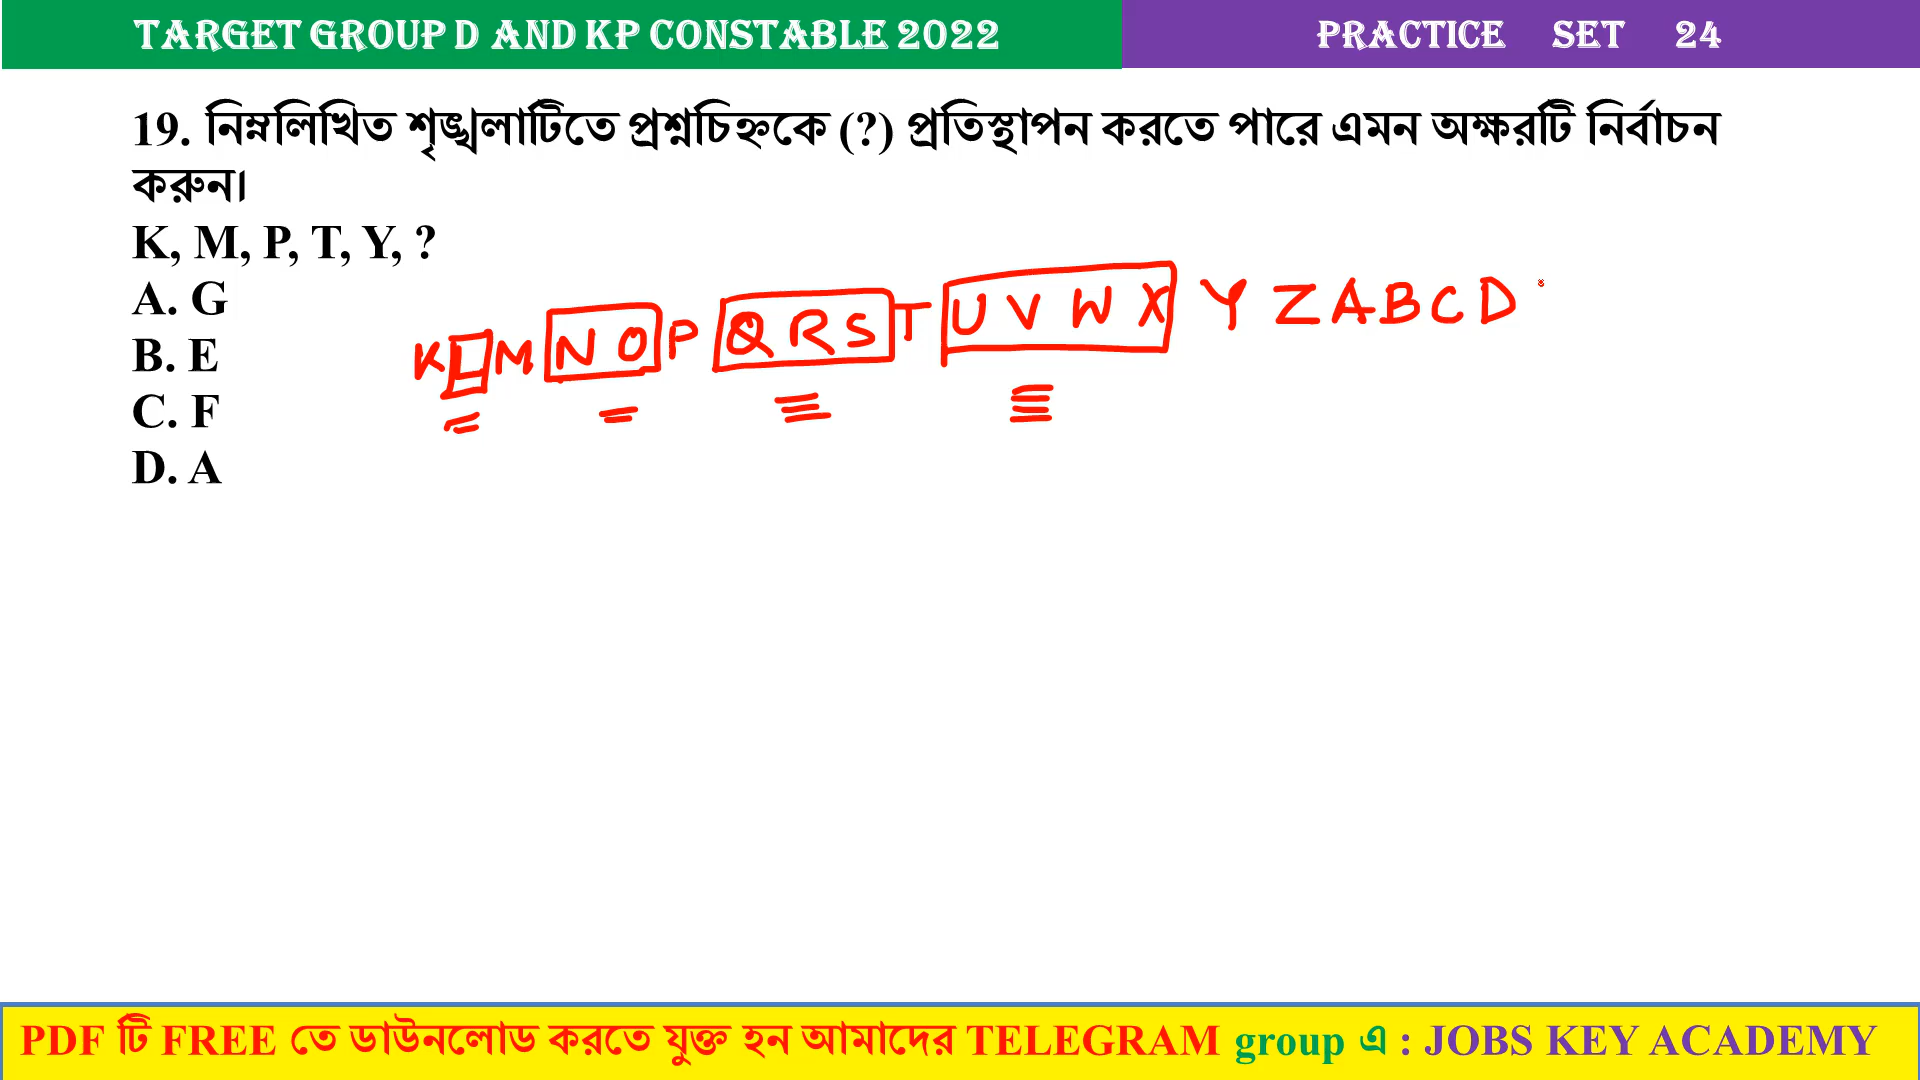 TARGET GROUP D AND KP CONSTABLE 2022 PRACTICE SET 24
19. নিম্নলিখিত শৃঙ্খলাটিতে প্রশ্নচিহ্নকে (?) প্রতিস্থাপন করতে পারে এমন অক্ষরটি নির্বাচন
করুন।
K, M, P, T, Y, ?
A. G
B. E
C. F
D. A
K L M N O P Q R S T U V W X Y Z A B C D
PDF টি FREE তে ডাউনলোড করতে যুক্ত হন আমাদের TELEGRAM group এ : JOBS KEY ACADEMY